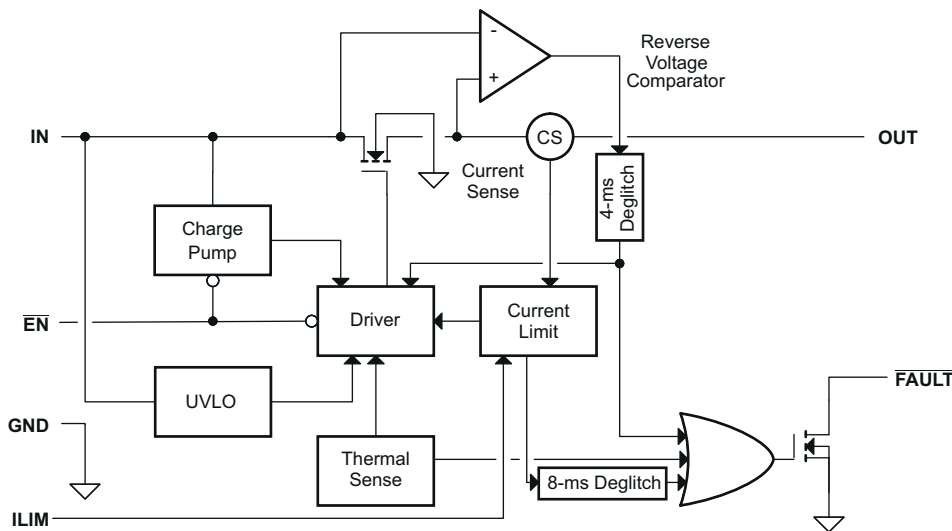 -
+
Reverse
Voltage
Comparator
IN
CS
OUT
Current
Sense
4-ms
Deglitch
Charge
Pump
EN
Driver
Current
Limit
UVLO
FAULT
GND
Thermal
Sense
8-ms Deglitch
ILIM